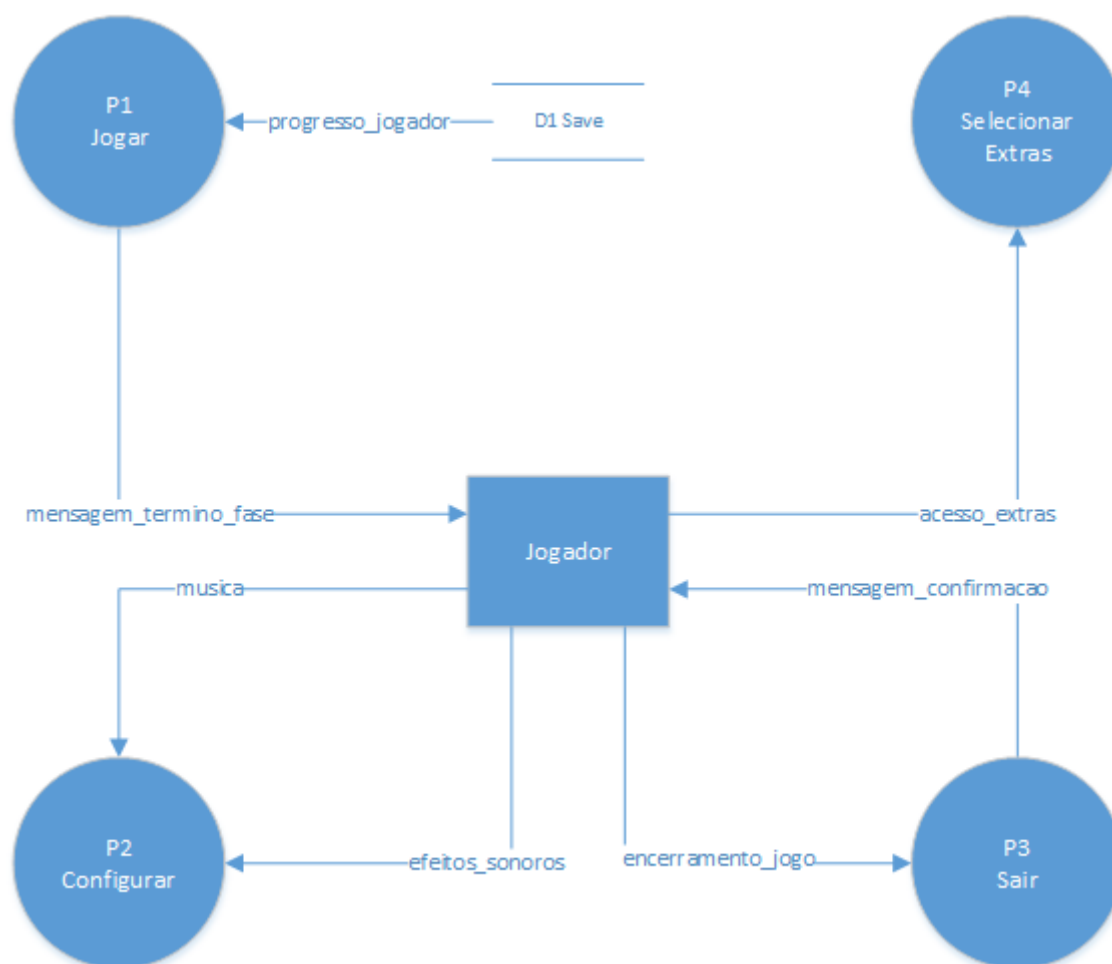 P1
Jogar
progresso_jogador
D1 Save
P4
Selecionar
Extras
mensagem_termino_fase
Jogador
acesso_extras
musica
mensagem_confirmacao
P2
Configurar
efeitos_sonoros
encerramento_jogo
P3
Sair